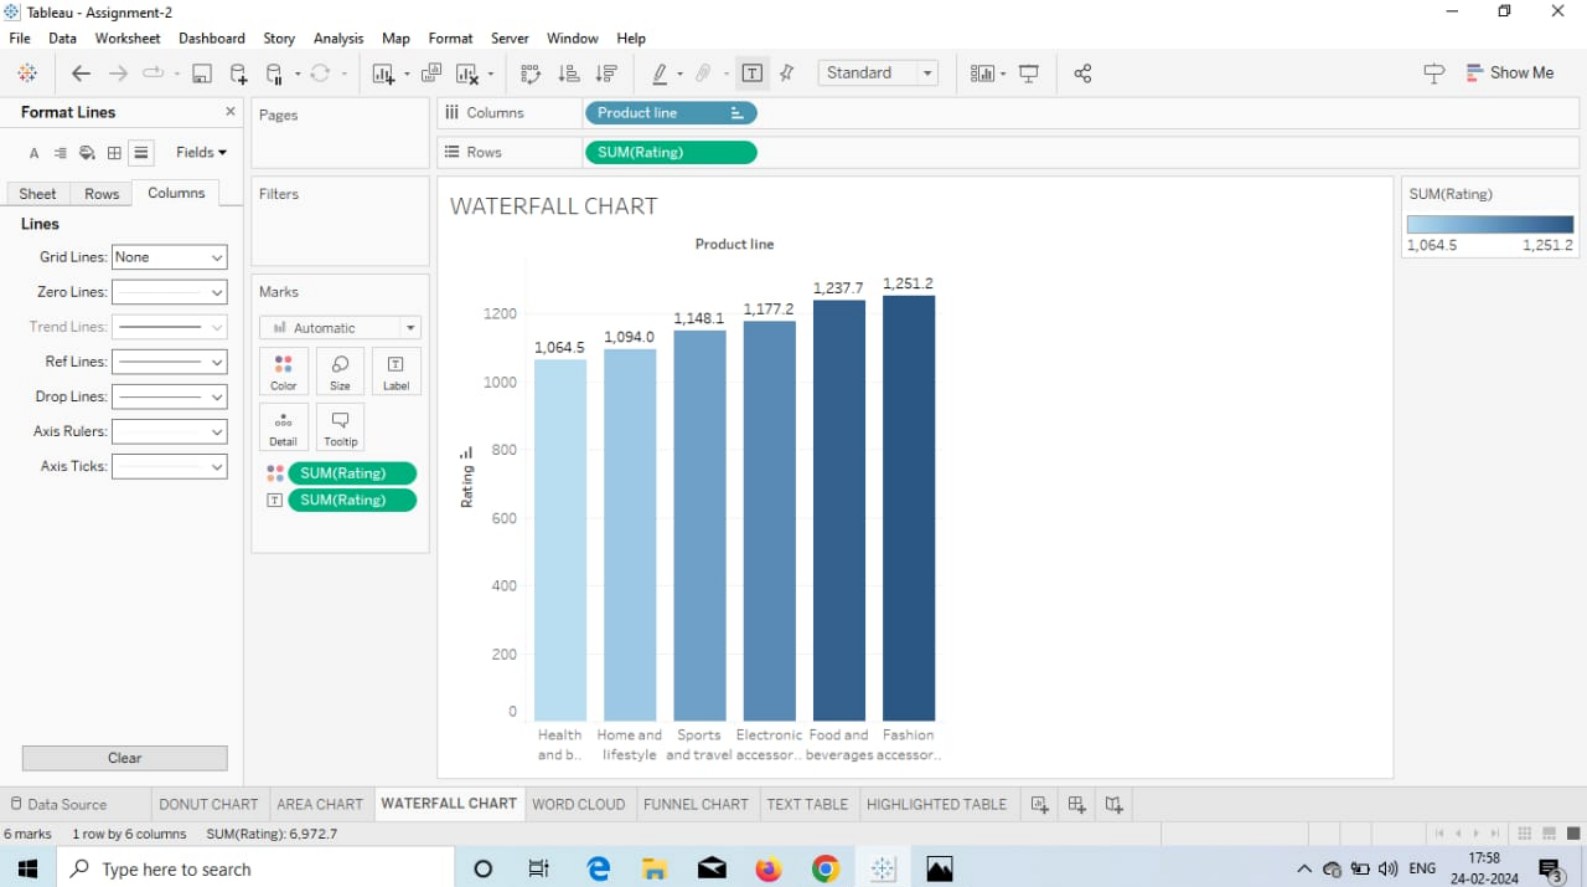 Tableau - Assignment-2
File Data Worksheet Dashboard Story Analysis Map Format Server Window Help
Standard
Show Me
Format Lines
Fields
Sheet Rows Columns
Lines
Grid Lines: None
Zero Lines:
Trend Lines:
Ref Lines:
Drop Lines:
Axis Rulers:
Axis Ticks:
Clear
Pages
Filters
Marks
Automatic
Color Size Label
Detail Tooltip
SUM(Rating)
SUM(Rating)
Columns Product line
Rows SUM(Rating)
WATERFALL CHART
Product line
1,064.5 1,094.0 1,148.1 1,177.2 1,237.7 1,251.2
Rating
1200
1000
800
600
400
200
0
Health Home and Sports Electronic Food and Fashion
and b.. lifestyle and travel accessor.. beverages accessor..
SUM(Rating)
1,064.5 1,251.2
Data Source DONUT CHART AREA CHART WATERFALL CHART WORD CLOUD FUNNEL CHART TEXT TABLE HIGHLIGHTED TABLE
6 marks 1 row by 6 columns SUM(Rating): 6,972.7
Type here to search
ENG
17:58
24-02-2024
3